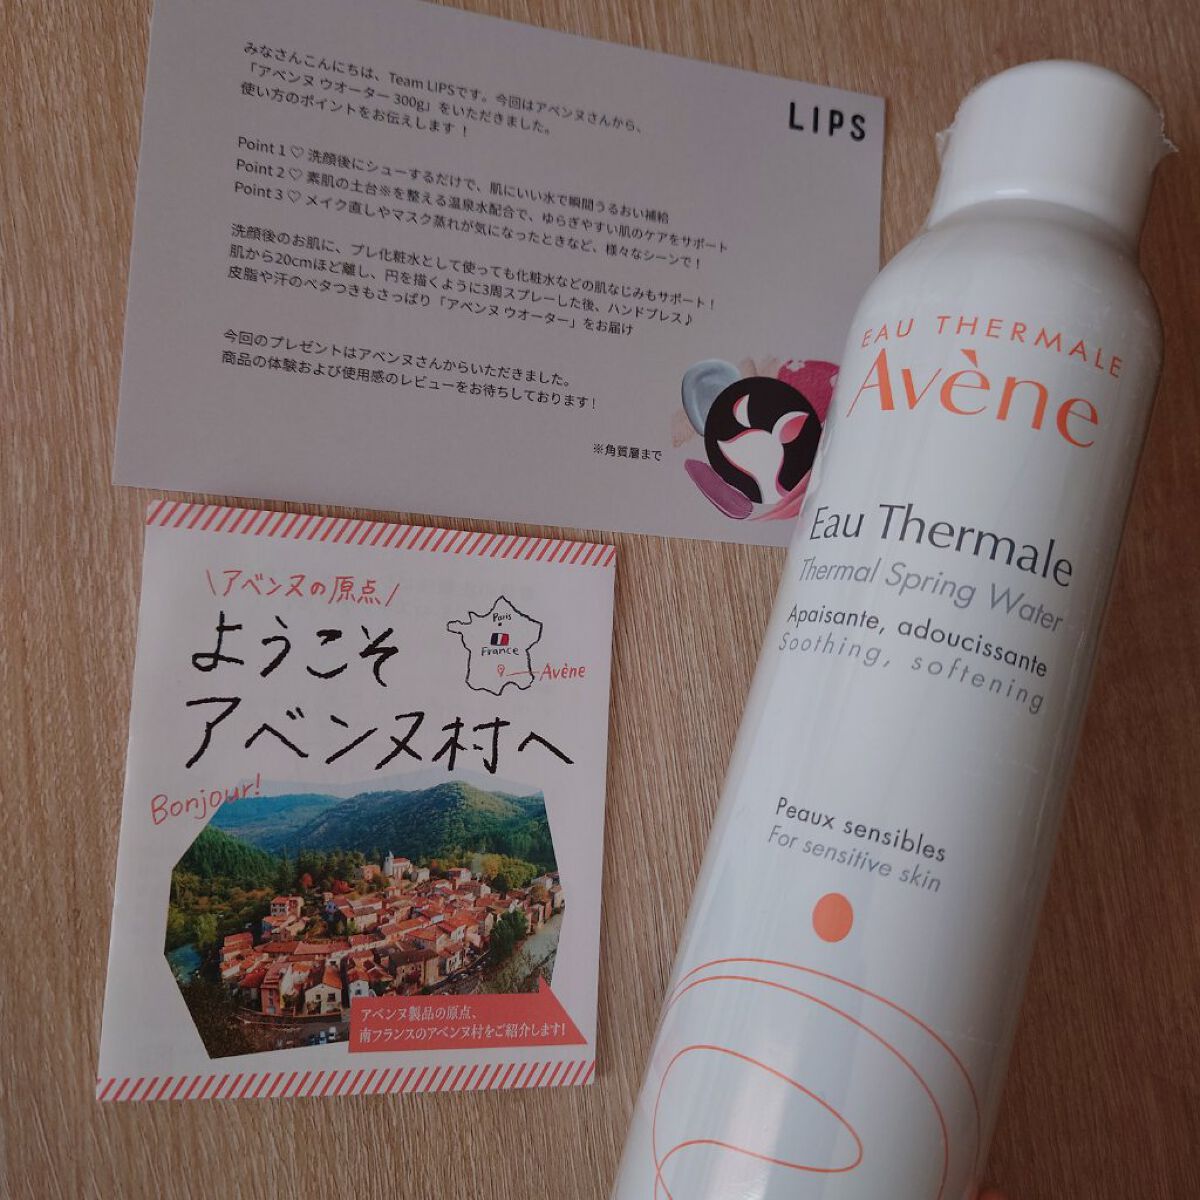 みなさんこんにちは、Team LIPSです。今回はアベンヌさんから、
「アベンヌ ウオーター 300g」をいただきました。
使い方のポイントをお伝えします！
LIPS
Point 1 ♡ 洗顔後にシューするだけで、肌にいい水で瞬間うるおい補給
Point 2 ♡ 素肌の土台※を整える温泉水配合で、ゆらぎやすい肌のケアをサポート
Point 3 ♡ メイク直しやマスク蒸れが気になったときなど、様々なシーンで！
洗顔後のお肌に、プレ化粧水として使っても化粧水などの肌なじみもサポート！
肌から20cmほど離し、円を描くように3周スプレーした後、ハンドプレス♪
皮脂や汗のベタつきもさっぱり「アベンヌ ウオーター」をお届け
今回のプレゼントはアベンヌさんからいただきました。
商品の体験および使用感のレビューをお待ちしております！
※角質層まで
\アベンヌの原点/
ようこそ
アベンヌ村へ
Paris
France
Avène
Bonjour!
アベンヌ製品の原点、
南フランスのアベンヌ村をご紹介します!
EAU THERMALE
Avène
Eau Thermale
Thermal Spring Water
Apaisante, adoucissante
Soothing, softening
Peaux sensibles
For sensitive skin